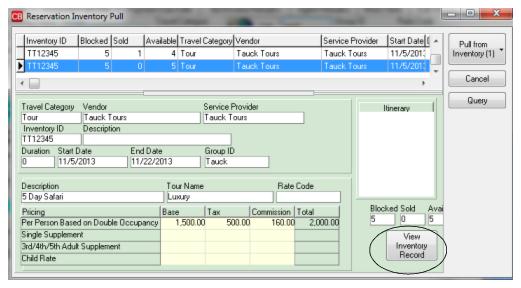 CB Reservation Inventory Pull
Inventory ID Blocked Sold Available Travel Category Vendor Service Provider Start Date
TT12345 5 1 4 Tour Tauck Tours Tauck Tours 11/5/2013
TT12345 5 0 5 Tour Tauck Tours Tauck Tours 11/5/201
Pull from
Inventory (1)
Cancel
Query
Travel Category Vendor Service Provider
Tour Tauck Tours Tauck Tours
Inventory ID Description
TT12345
Duration Start Date End Date Group ID
0 11/5/2013 11/22/2013 Tauck
Itinerary
Description Tour Name Rate Code
5 Day Safari Luxury
Pricing Base Tax Commission Total
Per Person Based on Double Occupancy 1,500.00 500.00 160.00 2,000.00
Single Supplement
3rd/4th/5th Adult Supplement
Child Rate
Blocked Sold Avai
5 0 5
View
Inventory
Record